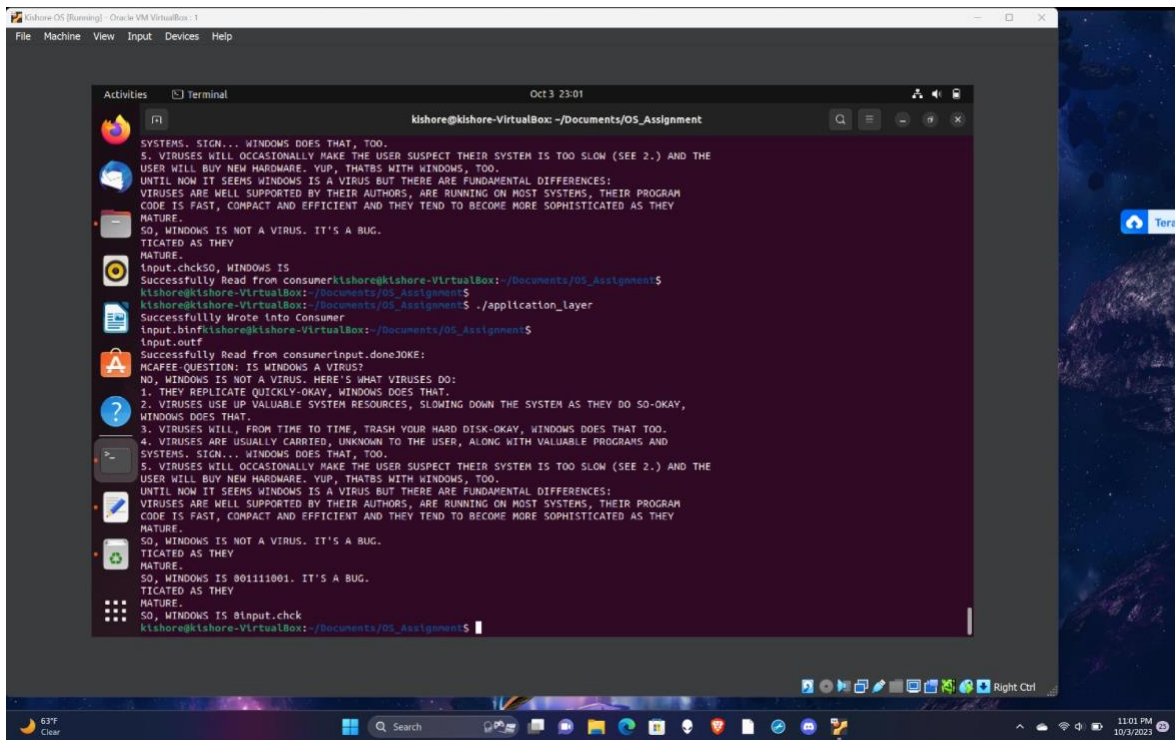 Kishore OS [Running] - Oracle VM VirtualBox : 1
File Machine View Input Devices Help
Activities Terminal Oct 3 23:01
kishore@kishore-VirtualBox: ~/Documents/OS_Assignment
SYSTEMS. SIGN... WINDOWS DOES THAT, TOO.
5. VIRUSES WILL OCCASIONALLY MAKE THE USER SUSPECT THEIR SYSTEM IS TOO SLOW (SEE 2.) AND THE
USER WILL BUY NEW HARDWARE. YUP, THATBS WITH WINDOWS, TOO.
UNTIL NOW IT SEEMS WINDOWS IS A VIRUS BUT THERE ARE FUNDAMENTAL DIFFERENCES:
VIRUSES ARE WELL SUPPORTED BY THEIR AUTHORS, ARE RUNNING ON MOST SYSTEMS, THEIR PROGRAM
CODE IS FAST, COMPACT AND EFFICIENT AND THEY TEND TO BECOME MORE SOPHISTICATED AS THEY
MATURE.
SO, WINDOWS IS NOT A VIRUS. IT'S A BUG.
TICATED AS THEY
MATURE.
input.chckSO, WINDOWS IS
Successfully Read from consumerkishore@kishore-VirtualBox:~/Documents/OS_Assignment$
kishore@kishore-VirtualBox:~/Documents/OS_Assignment$
kishore@kishore-VirtualBox:~/Documents/OS_Assignment$ ./application_layer
Successfullly Wrote into Consumer
input.binfkishore@kishore-VirtualBox:~/Documents/OS_Assignment$
input.outf
Successfully Read from consumerinput.doneJOKE:
MCAFEE-QUESTION: IS WINDOWS A VIRUS?
NO, WINDOWS IS NOT A VIRUS. HERE'S WHAT VIRUSES DO:
1. THEY REPLICATE QUICKLY-OKAY, WINDOWS DOES THAT.
2. VIRUSES USE UP VALUABLE SYSTEM RESOURCES, SLOWING DOWN THE SYSTEM AS THEY DO SO-OKAY,
WINDOWS DOES THAT.
3. VIRUSES WILL, FROM TIME TO TIME, TRASH YOUR HARD DISK-OKAY, WINDOWS DOES THAT TOO.
4. VIRUSES ARE USUALLY CARRIED, UNKNOWN TO THE USER, ALONG WITH VALUABLE PROGRAMS AND
SYSTEMS. SIGN... WINDOWS DOES THAT, TOO.
5. VIRUSES WILL OCCASIONALLY MAKE THE USER SUSPECT THEIR SYSTEM IS TOO SLOW (SEE 2.) AND THE
USER WILL BUY NEW HARDWARE. YUP, THATBS WITH WINDOWS, TOO.
UNTIL NOW IT SEEMS WINDOWS IS A VIRUS BUT THERE ARE FUNDAMENTAL DIFFERENCES:
VIRUSES ARE WELL SUPPORTED BY THEIR AUTHORS, ARE RUNNING ON MOST SYSTEMS, THEIR PROGRAM
CODE IS FAST, COMPACT AND EFFICIENT AND THEY TEND TO BECOME MORE SOPHISTICATED AS THEY
MATURE.
SO, WINDOWS IS NOT A VIRUS. IT'S A BUG.
TICATED AS THEY
MATURE.
SO, WINDOWS IS 001111001. IT'S A BUG.
TICATED AS THEY
MATURE.
SO, WINDOWS IS 0input.chck
kishore@kishore-VirtualBox:~/Documents/OS_Assignment$
Tera
Right Ctrl
63°F
Clear
Search
11:01 PM
10/3/2023